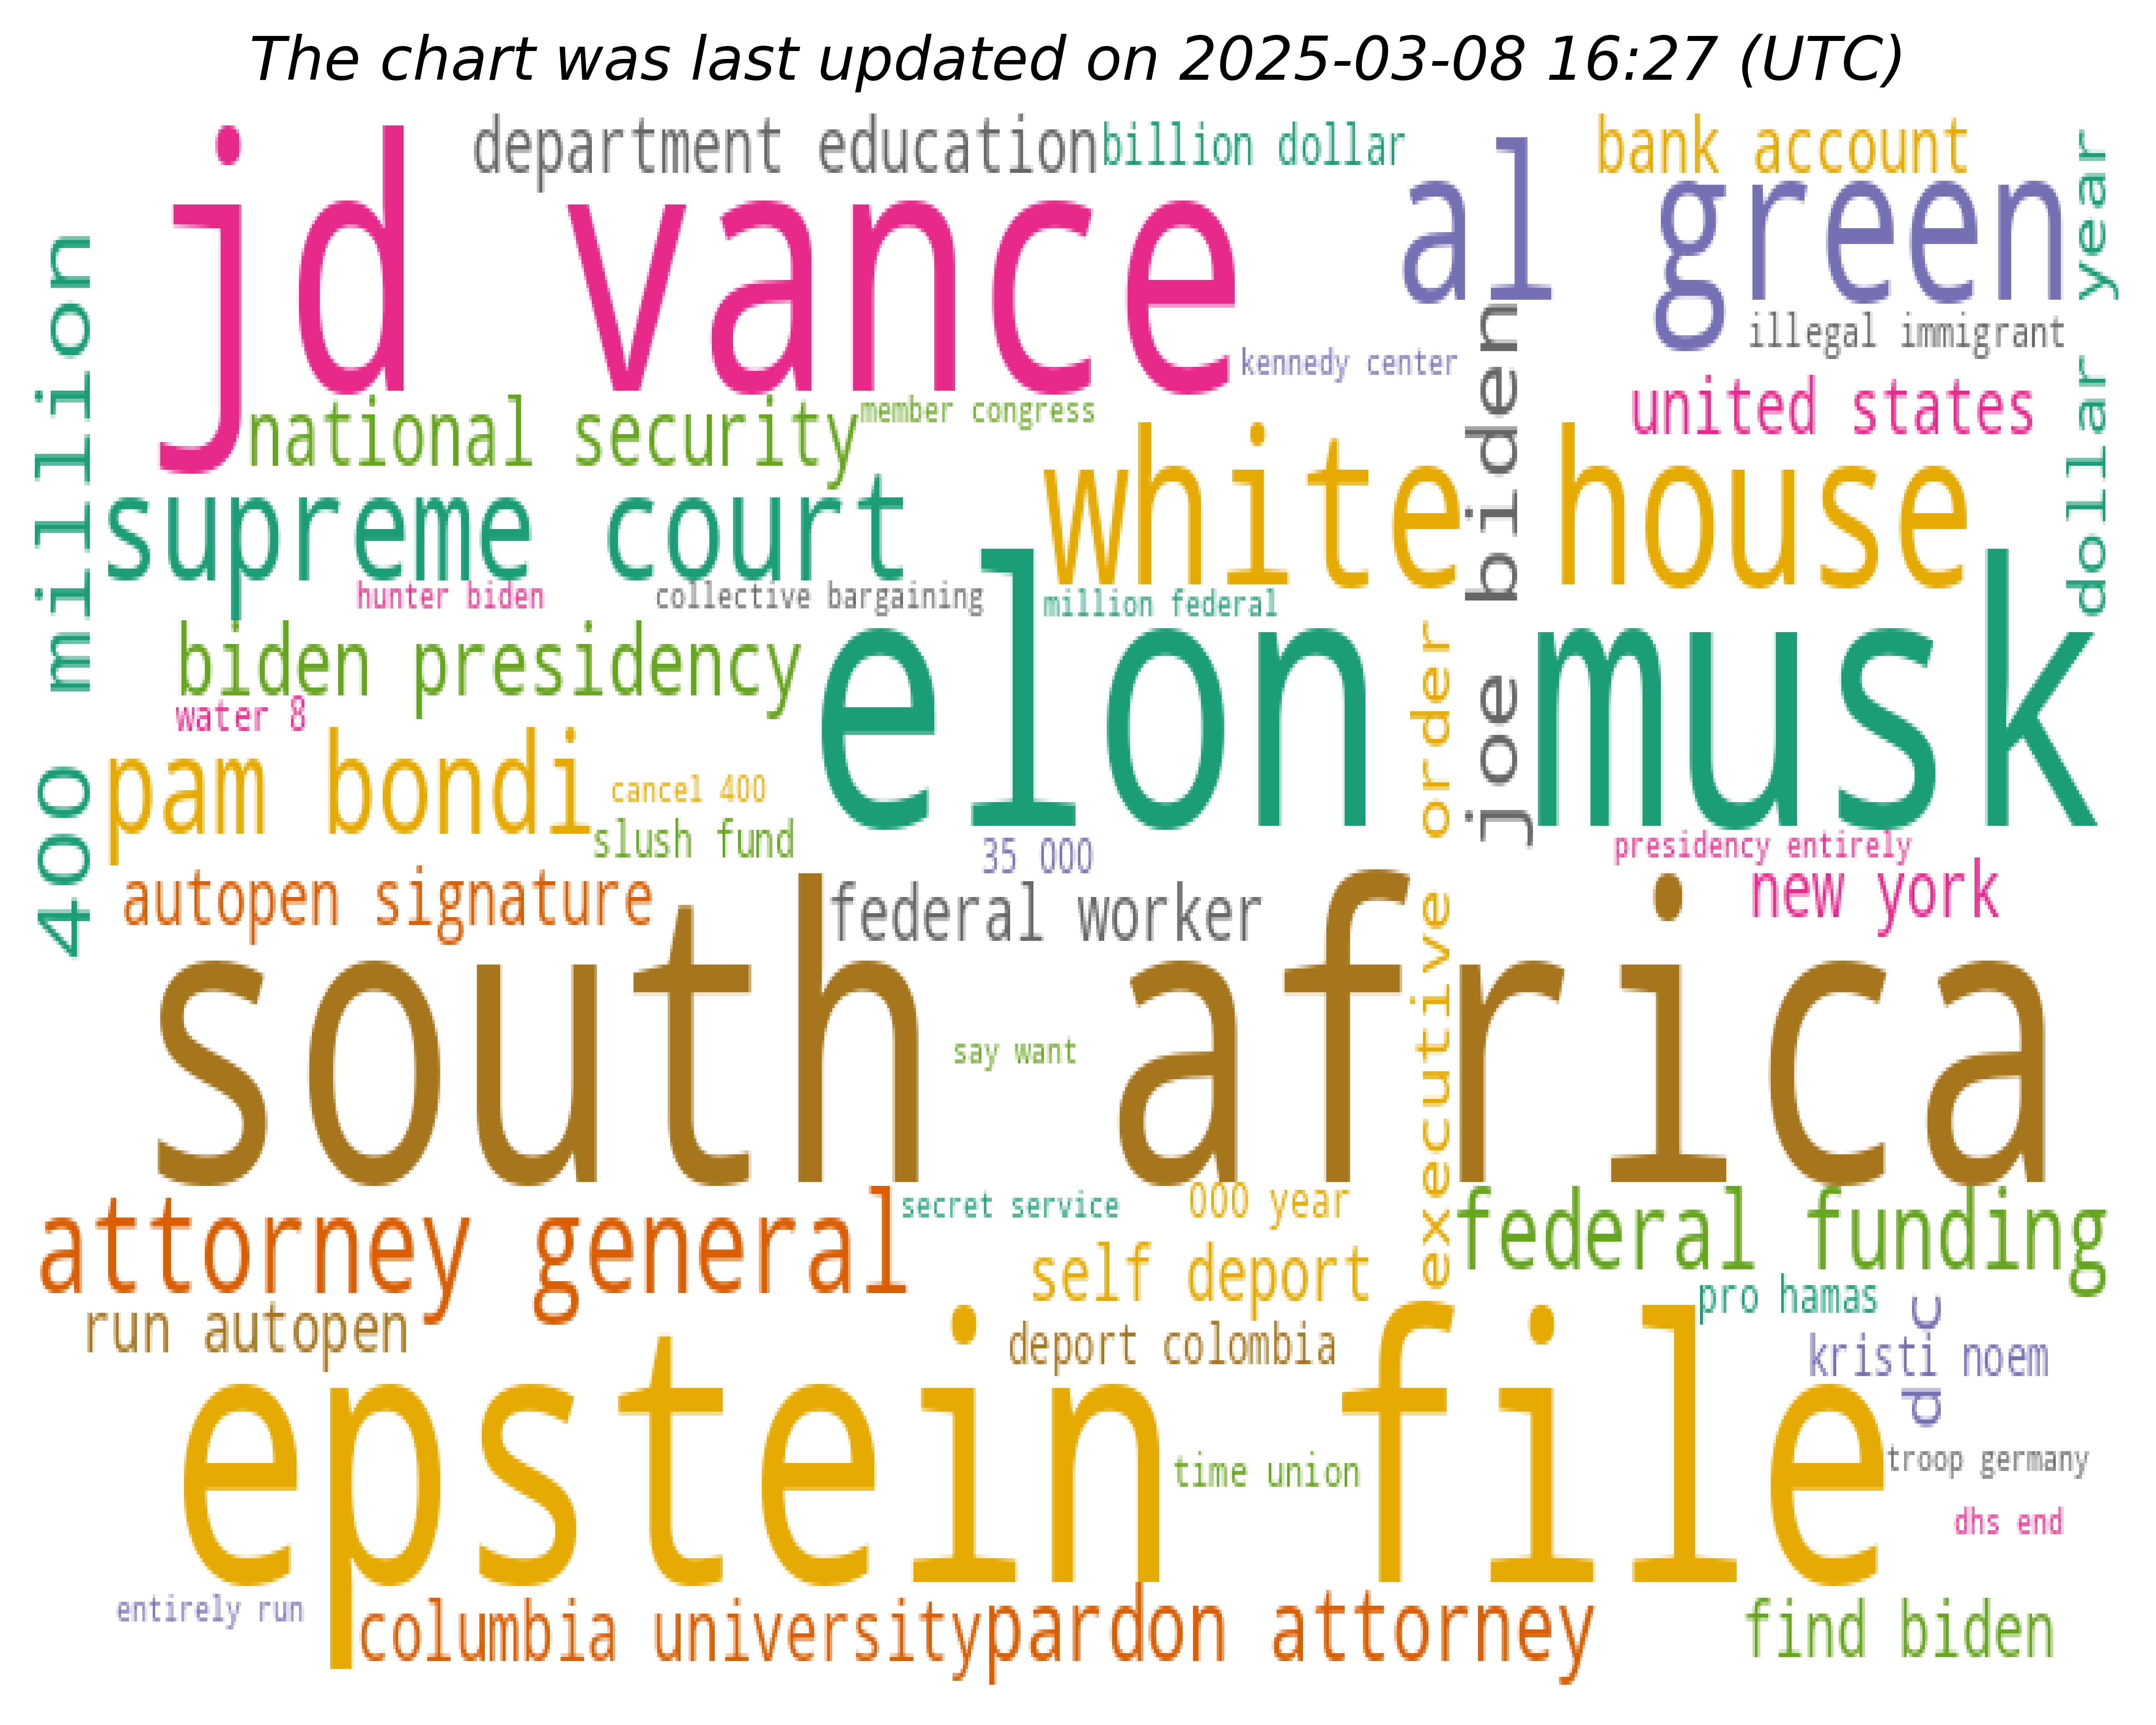 The chart was last updated on 2025-03-08 16:27 (UTC)
department education
billion dollar
bank account
jd vance
al green
dollar year
illegal immigrant
kennedy center
400 million
national security
member congress
united states
joe biden
white house
supreme court
hunter biden
collective bargaining
million federal
elon musk
biden presidency
water 8
pam bondi
cancel 400
slush fund
35 000
executive order
presidency entirely
new york
autopen signature
federal worker
south africa
say want
attorney general
secret service
000 year
federal funding
self deport
pro hamas
run autopen
deport colombia
d c
kristi noem
epstein file
time union
troop germany
dhs end
entirely run
columbia university
pardon attorney
find biden